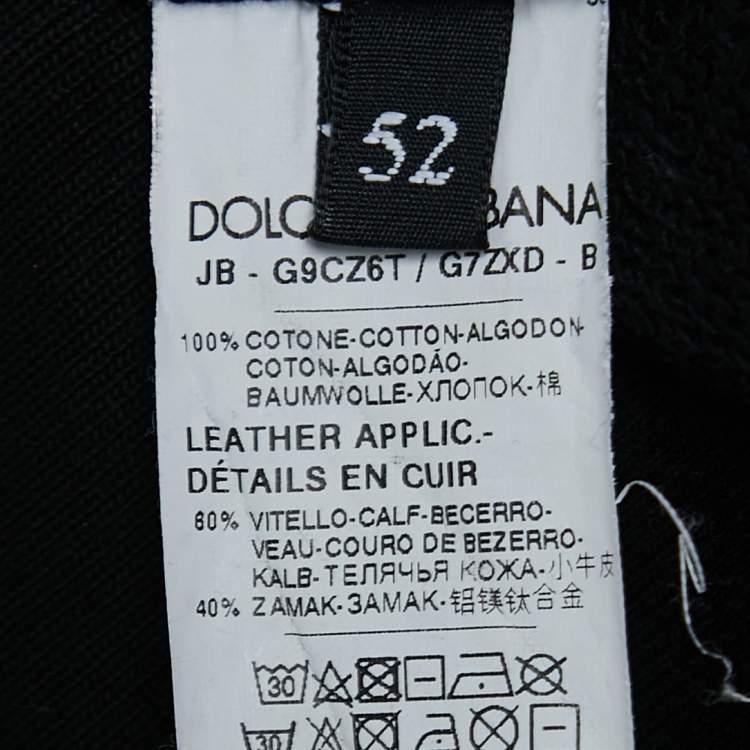 52
DOLC BANA
JB - G9CZ6T / G7ZXD - B
100% COTONE-COTTON-ALGODON-
COTON-ALGODÃO-
BAUMWOLLE-ХЛОПОК-棉
LEATHER APPLIC.-
DÉTAILS EN CUIR
60% VITELLO-CALF-BECERRO-
VEAU-COURO DE BEZERRO-
KALB-ТЕЛЯЧЬЯ КОЖА-小牛皮
40% ZAMAK-ЗАМАК-铝镁钛合金
30
30